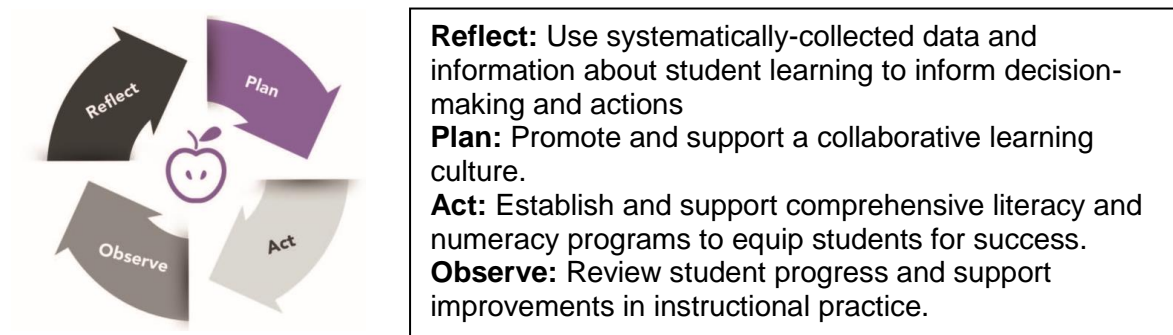 Reflect
Plan
Act
Observe
Reflect: Use systematically-collected data and
information about student learning to inform decision-
making and actions
Plan: Promote and support a collaborative learning
culture.
Act: Establish and support comprehensive literacy and
numeracy programs to equip students for success.
Observe: Review student progress and support
improvements in instructional practice.